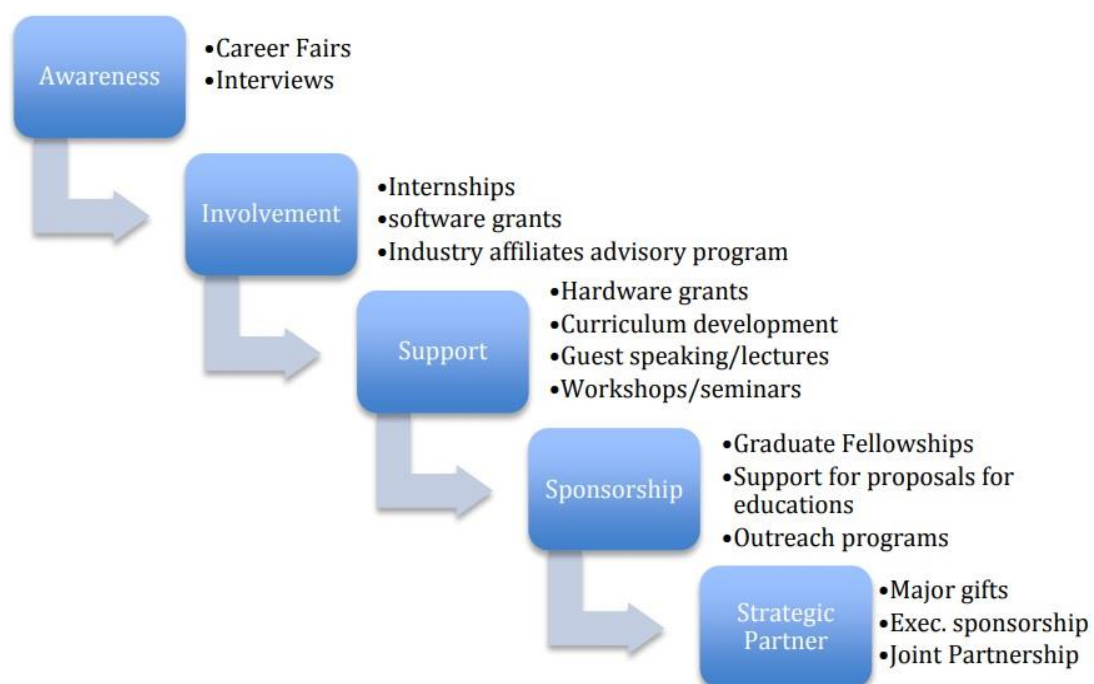 Awareness
•Career Fairs
•Interviews
Involvement
•Internships
•software grants
•Industry affiliates advisory program
Support
•Hardware grants
•Curriculum development
•Guest speaking/lectures
•Workshops/seminars
Sponsorship
•Graduate Fellowships
•Support for proposals for
educations
•Outreach programs
Strategic
Partner
•Major gifts
•Exec. sponsorship
•Joint Partnership